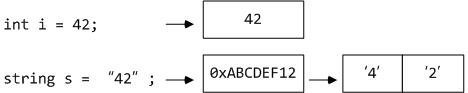 int i = 42; 42
string s = “42” ; 0xABCDEF12 ‘4’ ‘2’